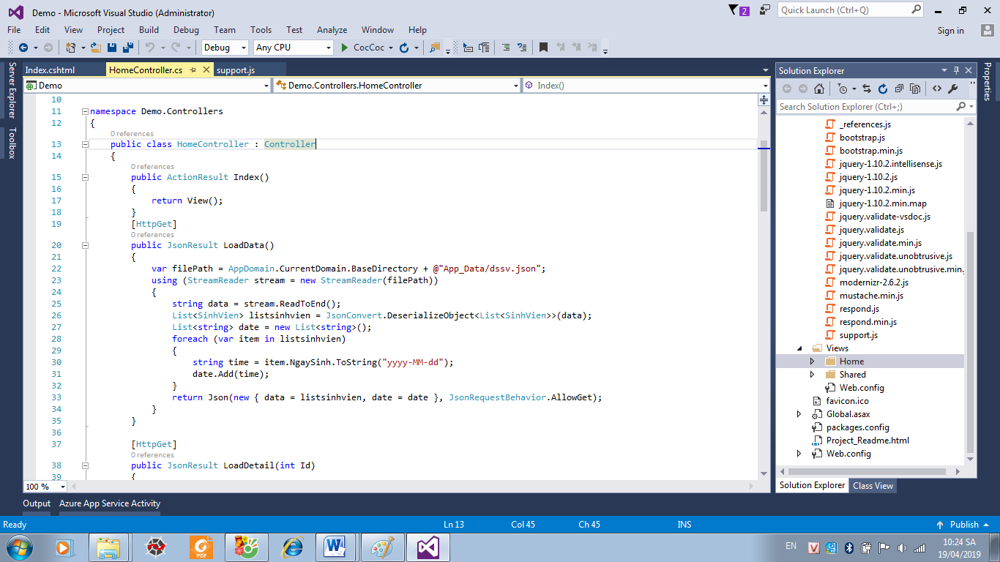 Demo - Microsoft Visual Studio (Administrator)
2
Quick Launch (Ctrl+Q)
File Edit View Project Build Debug Team Tools Test Analyze Window Help
Sign in
Debug Any CPU CocCoc
Server Explorer
Toolbox
Index.cshtml HomeController.cs support.js
Demo Demo.Controllers.HomeController Index()
10
11 namespace Demo.Controllers
12 {
0 references
13 public class HomeController : Controller
14 {
0 references
15 public ActionResult Index()
16 {
17 return View();
18 }
19 [HttpGet]
0 references
20 public JsonResult LoadData()
21 {
22 var filePath = AppDomain.CurrentDomain.BaseDirectory + @"App_Data/dssv.json";
23 using (StreamReader stream = new StreamReader(filePath))
24 {
25 string data = stream.ReadToEnd();
26 List<SinhVien> listsinhvien = JsonConvert.DeserializeObject<List<SinhVien>>(data);
27 List<string> date = new List<string>();
28 foreach (var item in listsinhvien)
29 {
30 string time = item.NgaySinh.ToString("yyyy-MM-dd");
31 date.Add(time);
32 }
33 return Json(new { data = listsinhvien, date = date }, JsonRequestBehavior.AllowGet);
34 }
35 }
36
37 [HttpGet]
0 references
38 public JsonResult LoadDetail(int Id)
39 {
100 %
Solution Explorer
Search Solution Explorer (Ctrl+;)
_references.js
bootstrap.js
bootstrap.min.js
jquery-1.10.2.intellisense.js
jquery-1.10.2.js
jquery-1.10.2.min.js
jquery-1.10.2.min.map
jquery.validate-vsdoc.js
jquery.validate.js
jquery.validate.min.js
jquery.validate.unobtrusive.js
jquery.validate.unobtrusive.min.
modernizr-2.6.2.js
mustache.min.js
respond.js
respond.min.js
support.js
Views
Home
Shared
Web.config
favicon.ico
Global.asax
packages.config
Project_Readme.html
Web.config
Solution Explorer Class View
Properties
Output Azure App Service Activity
Ready Ln 13 Col 45 Ch 45 INS Publish
PDF
EN
10:24 SA
19/04/2019